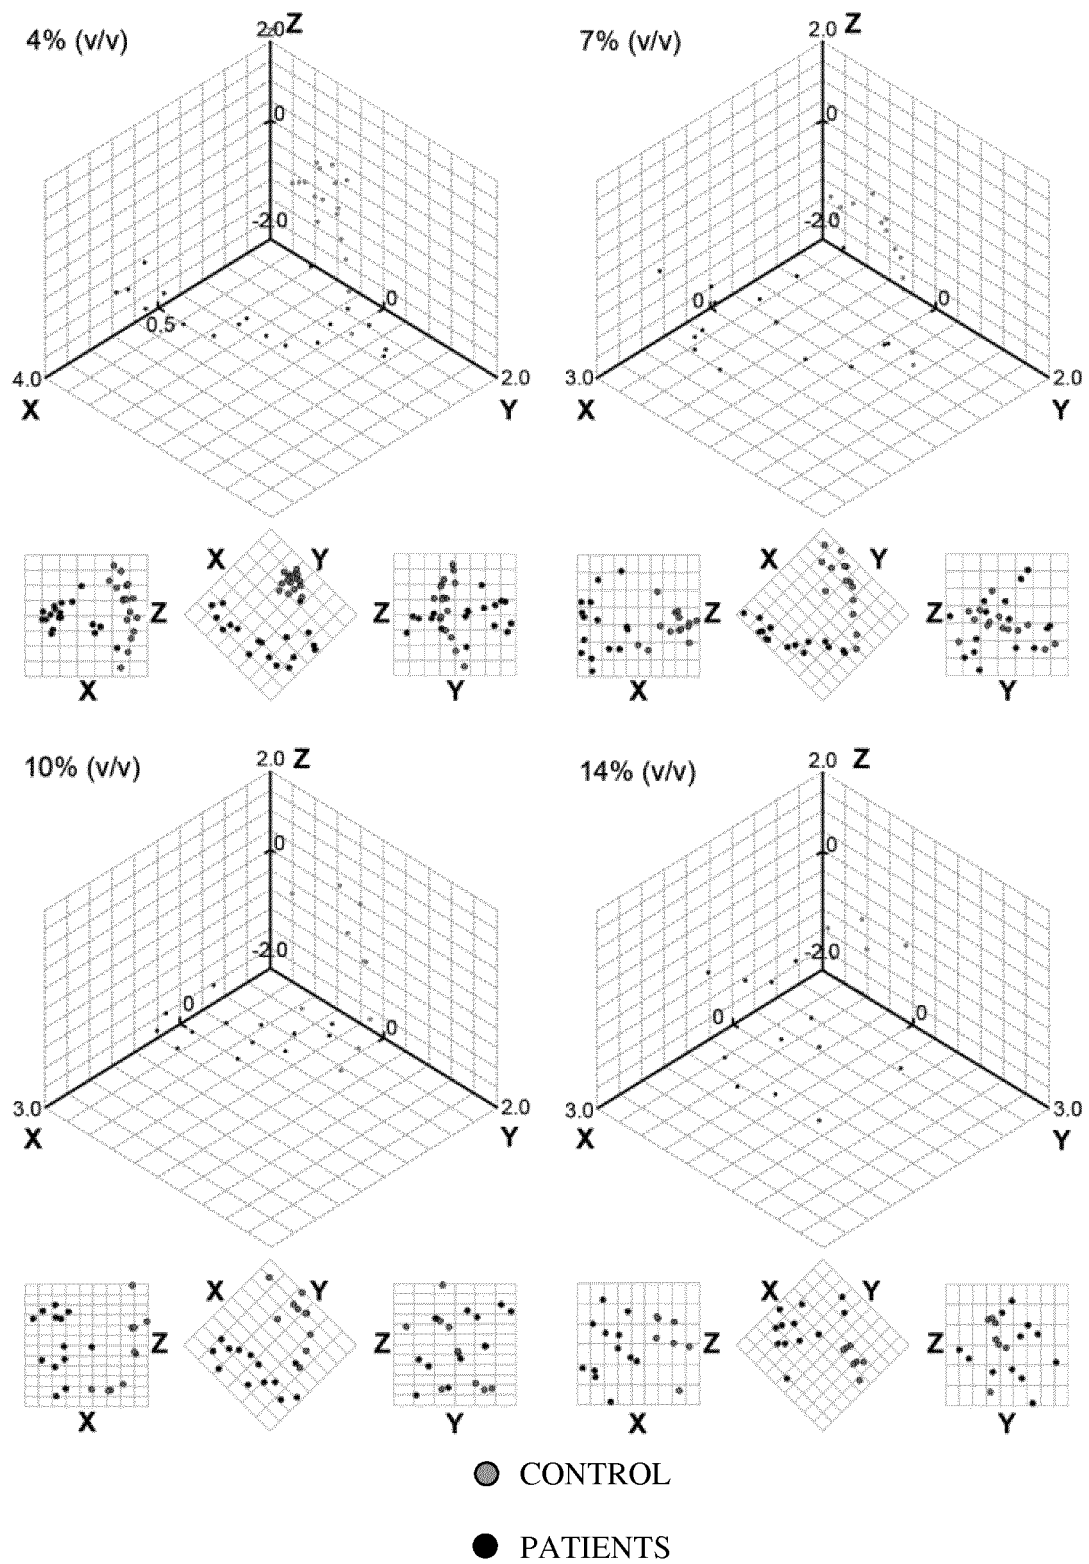 4% (v/v)
2.0 Z
0
-2.0
0.5
0
4.0
2.0
X
Y
7% (v/v)
2.0 Z
0
-2.0
0
0
3.0
2.0
X
Y
X Y
Z Z
X Y
X Y
Z Z
X Y
10% (v/v)
2.0 Z
0
-2.0
0
0
3.0
2.0
X
Y
14% (v/v)
2.0 Z
0
-2.0
0
0
3.0
3.0
X
Y
X Y
Z Z
X Y
X Y
Z Z
X Y
CONTROL
PATIENTS